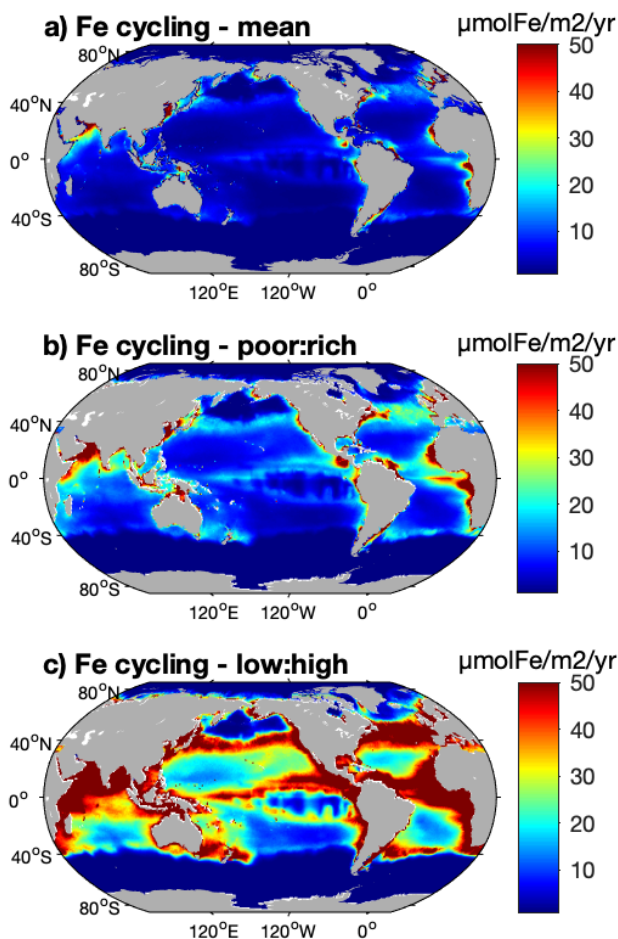 a) Fe cycling - mean
µmolFe/m2/yr
80°N
40°N
0°
40°S
80°S
120°E
120°W
0°
50
40
30
20
10
b) Fe cycling - poor:rich
µmolFe/m2/yr
80°N
40°N
0°
40°S
80°S
120°E
120°W
0°
50
40
30
20
10
c) Fe cycling - low:high
µmolFe/m2/yr
80°N
40°N
0°
40°S
80°S
120°E
120°W
0°
50
40
30
20
10